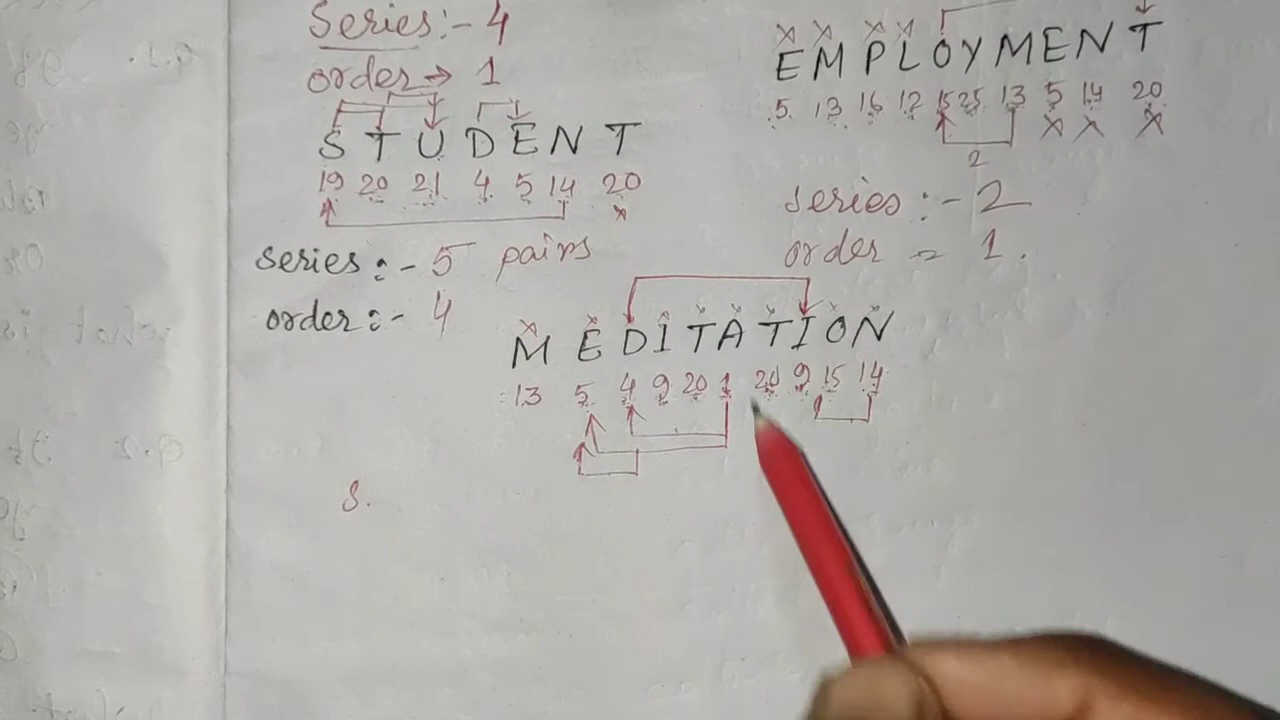 Series:- 4
order → 1
STUDENT
19 20 21 4 5 14 20
series:- 5 pairs
order:- 4
EMPLOYMENT
5 13 16 12 15 25 13 5 14 20
2
series:- 2
order = 1.
MEDITATION
13 5 4 9 20 1 20 9 15 14
S.